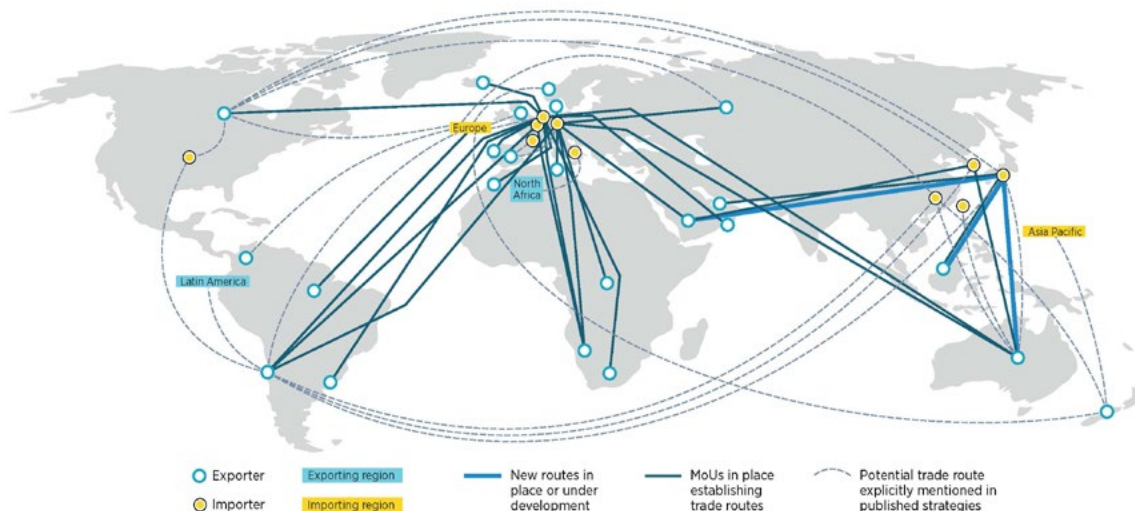 Europe
North
Africa
Latin America
Asia Pacific
Exporter
Exporting region
New routes in
place or under
development
MoUs in place
establishing
trade routes
Potential trade route
explicitly mentioned in
published strategies
Importer
Importing region